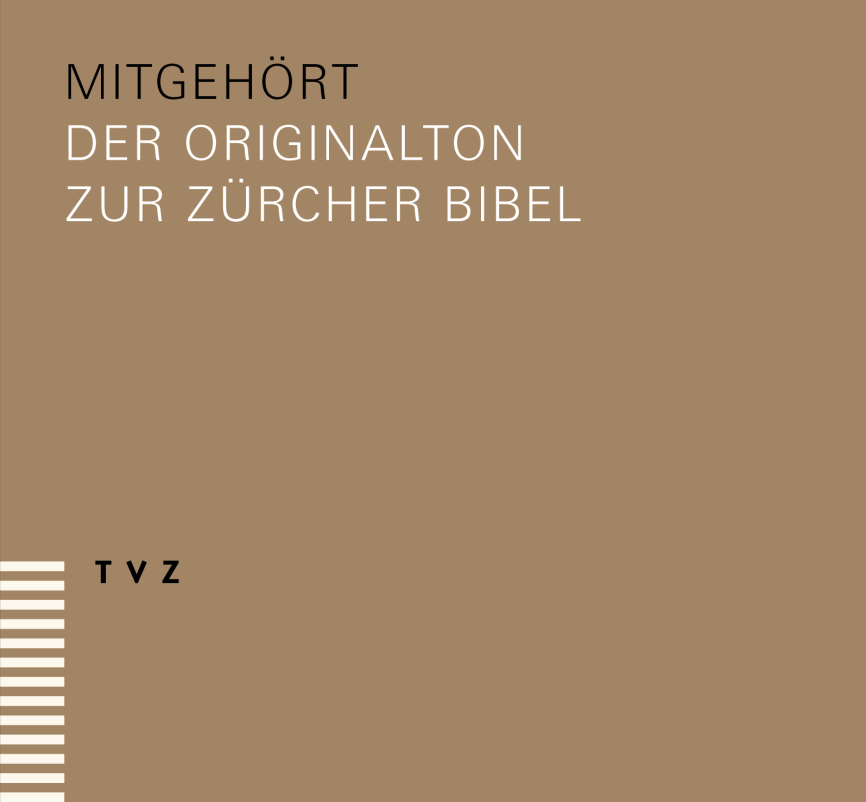 MITGEHÖRT
DER ORIGINALTON
ZUR ZÜRCHER BIBEL
T V Z